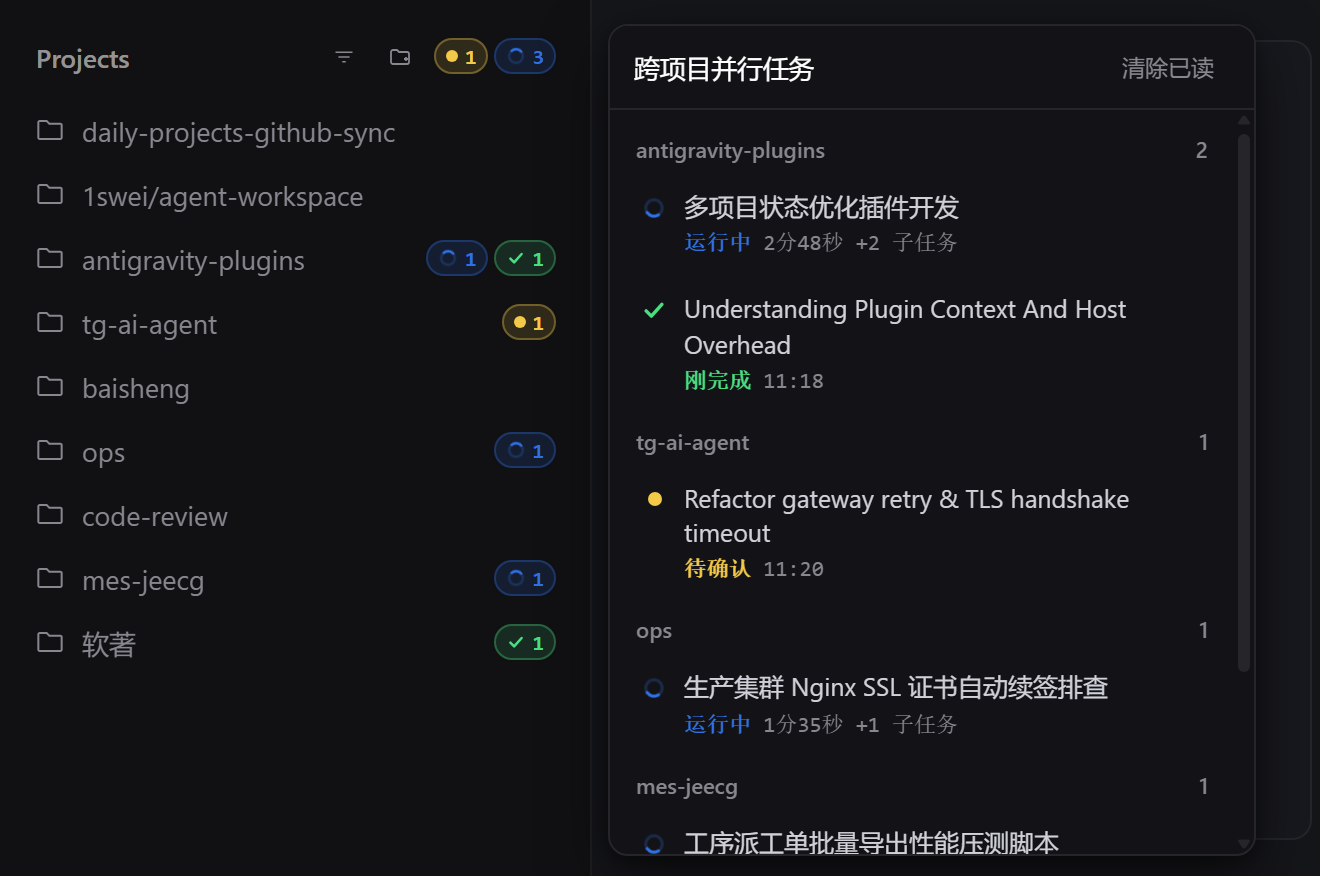 Projects 1 3
daily-projects-github-sync
1swei/agent-workspace
antigravity-plugins 1 1
tg-ai-agent 1
baisheng
ops 1
code-review
mes-jeecg 1
软著 1
跨项目并行任务 清除已读
antigravity-plugins 2
多项目状态优化插件开发
运行中 2分48秒 +2 子任务
Understanding Plugin Context And Host
Overhead
刚完成 11:18
tg-ai-agent 1
Refactor gateway retry & TLS handshake
timeout
待确认 11:20
ops 1
生产集群 Nginx SSL 证书自动续签排查
运行中 1分35秒 +1 子任务
mes-jeecg 1
工序派工单批量导出性能压测脚本